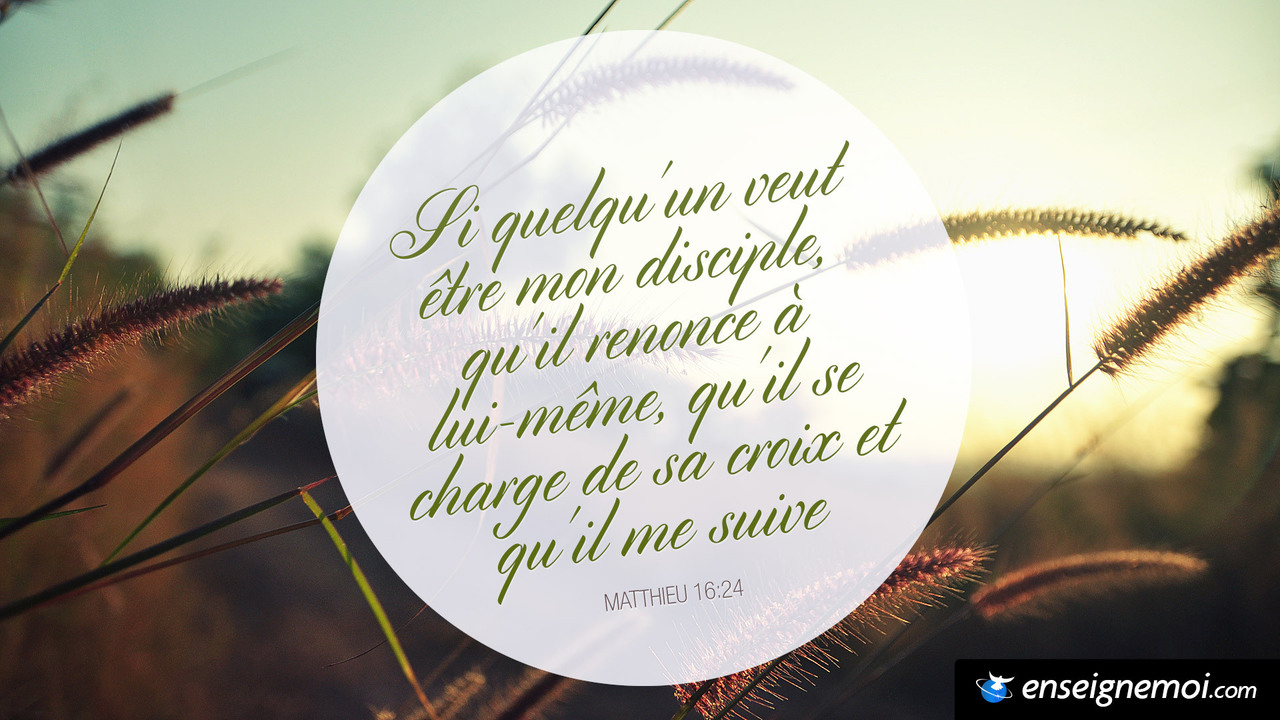 Si quelqu'un veut
être mon disciple,
qu'il renonce à
lui-même, qu'il se
charge de sa croix et
qu'il me suive
MATTHIEU 16:24
enseignemoi.com